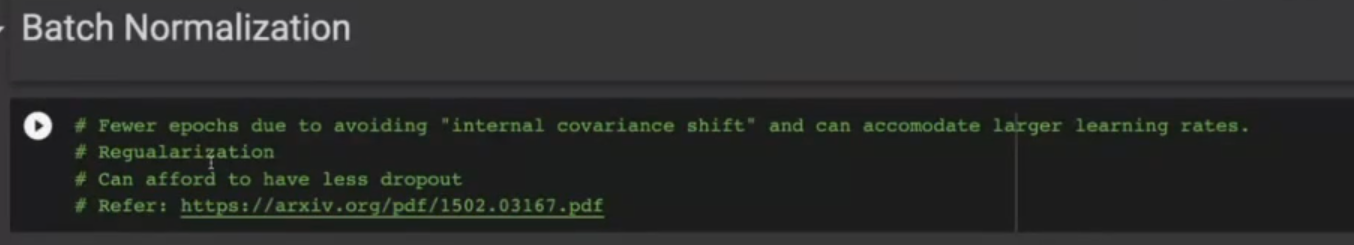 Batch Normalization
# Fewer epochs due to avoiding "internal covariance shift" and can accomodate larger learning rates.
# Regualarization
# Can afford to have less dropout
# Refer: https://arxiv.org/pdf/1502.03167.pdf